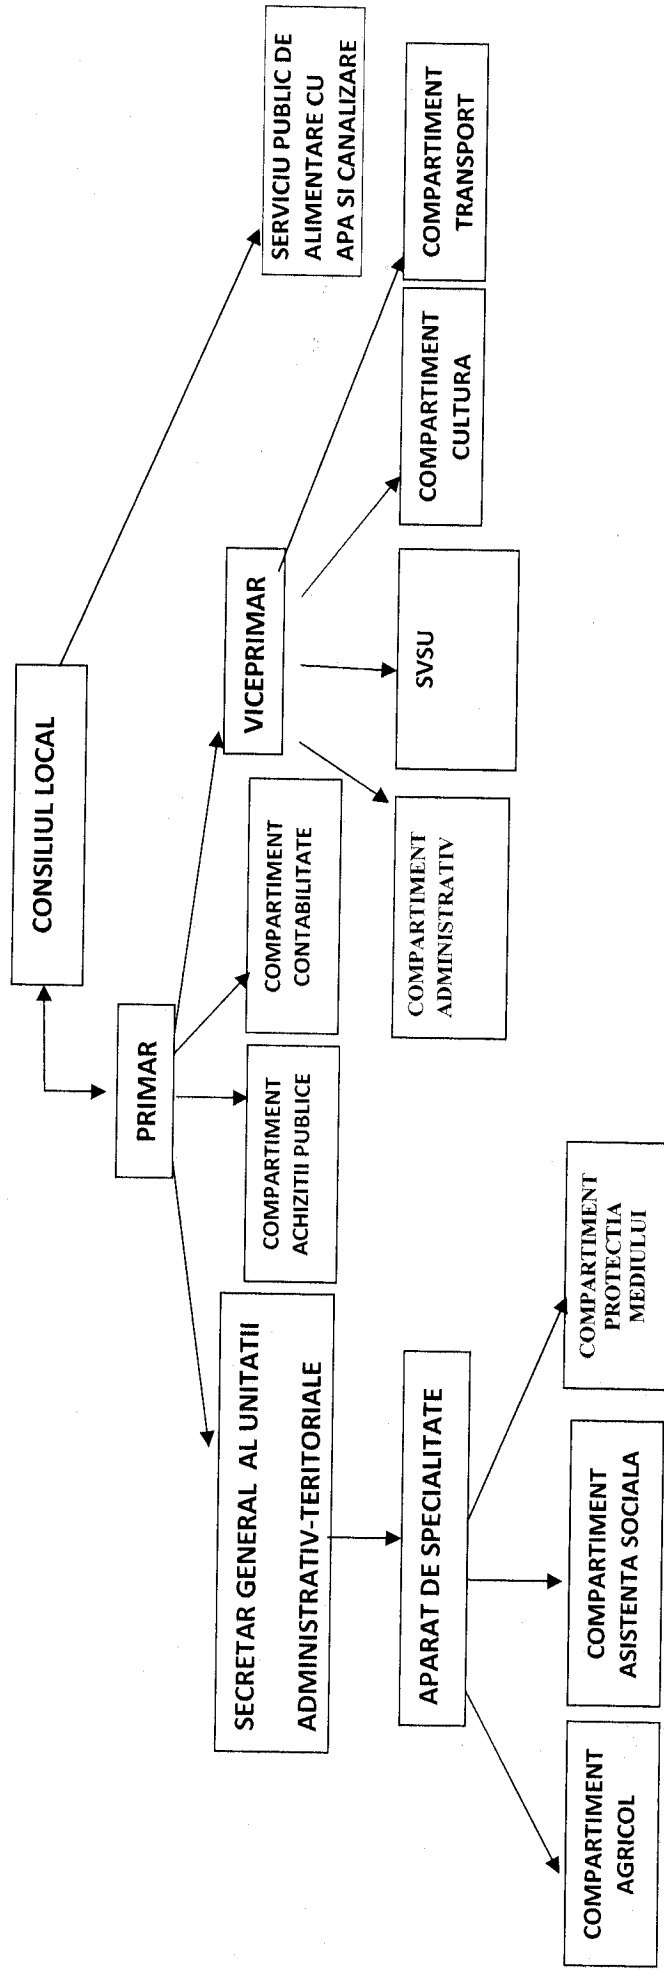 CONSILIUL LOCAL
PRIMAR
SERVICIU PUBLIC DE
ALIMENTARE CU
APA SI CANALIZARE
SECRETAR GENERAL AL UNITATII
ADMINISTRATIV-TERITORIALE
COMPARTIMENT
ACHIZITII PUBLICE
COMPARTIMENT
CONTABILITATE
VICEPRIMAR
APARAT DE SPECIALITATE
COMPARTIMENT
ADMINISTRATIV
SVSU
COMPARTIMENT
CULTURA
COMPARTIMENT
TRANSPORT
COMPARTIMENT
AGRICOL
COMPARTIMENT
ASISTENTA SOCIALA
COMPARTIMENT
PROTECTIA
MEDIULUI